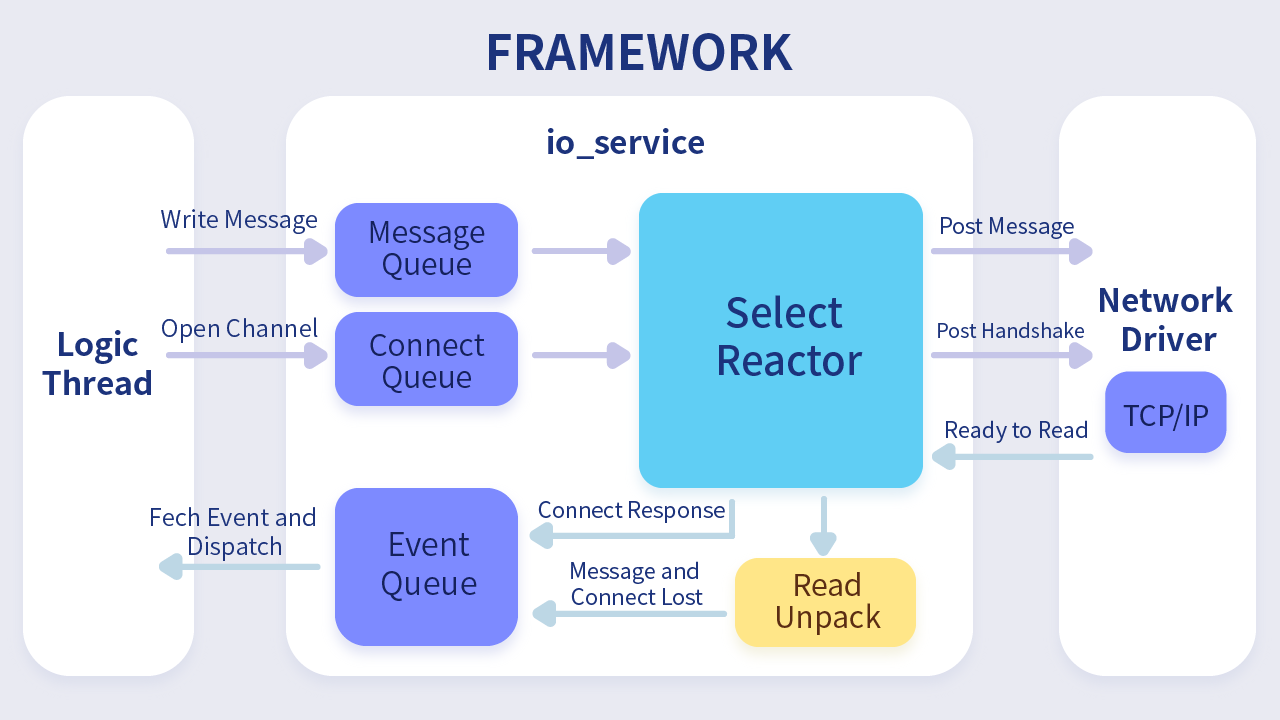 FRAMEWORK
io_service
Logic
Thread
Write Message
Open Channel
Message
Queue
Connect
Queue
Select
Reactor
Post Message
Post Handshake
Ready to Read
Network
Driver
TCP/IP
Fech Event and
Dispatch
Event
Queue
Connect Response
Message and
Connect Lost
Read
Unpack